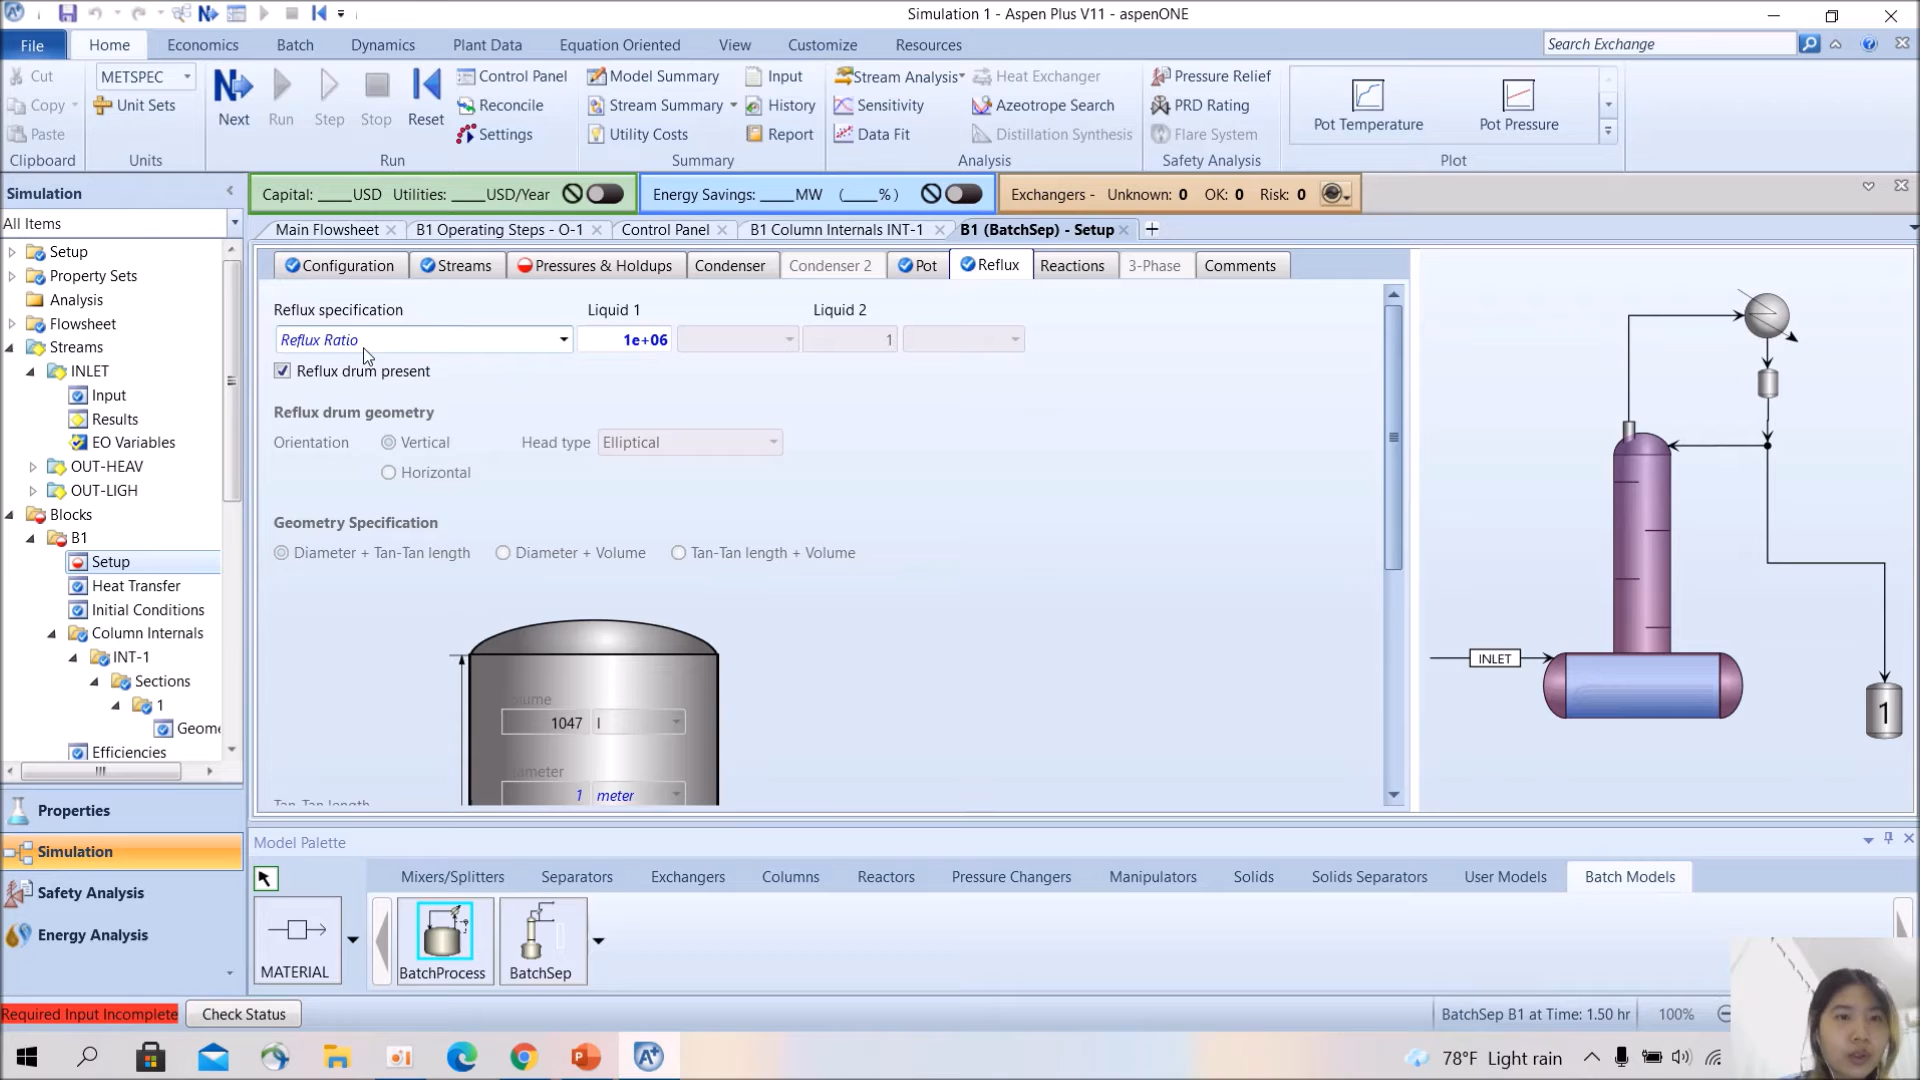 Simulation 1 - Aspen Plus V11 - aspenONE
File Home Economics Batch Dynamics Plant Data Equation Oriented View Customize Resources Search Exchange
Cut METSPEC Control Panel Model Summary Input Stream Analysis Heat Exchanger Pressure Relief
Copy Unit Sets Reconcile Stream Summary History Sensitivity Azeotrope Search PRD Rating
Next Run Step Stop Reset Pot Temperature Pot Pressure
Paste Settings Utility Costs Report Data Fit Distillation Synthesis Flare System
Clipboard Units Run Summary Analysis Safety Analysis Plot
Simulation Capital: ____USD Utilities: ____USD/Year Energy Savings: ____MW (____%) Exchangers - Unknown: 0 OK: 0 Risk: 0
All Items Main Flowsheet B1 Operating Steps - O-1 Control Panel B1 Column Internals INT-1 B1 (BatchSep) - Setup
Configuration Streams Pressures & Holdups Condenser Condenser 2 Pot Reflux Reactions 3-Phase Comments
Setup
Property Sets
Analysis
Flowsheet
Streams
INLET
Input
Results
EO Variables
OUT-HEAV
OUT-LIGH
Blocks
B1
Setup
Heat Transfer
Initial Conditions
Column Internals
INT-1
Sections
1
Geome
Efficiencies
Reflux specification Liquid 1 Liquid 2
Reflux Ratio 1e+06 1
Reflux drum present
Reflux drum geometry
Orientation Vertical Head type Elliptical
Horizontal
Geometry Specification
Diameter + Tan-Tan length Diameter + Volume Tan-Tan length + Volume
1047 l
1 meter
INLET
1
Properties
Simulation
Safety Analysis
Energy Analysis
Model Palette
Mixers/Splitters Separators Exchangers Columns Reactors Pressure Changers Manipulators Solids Solids Separators User Models Batch Models
MATERIAL BatchProcess BatchSep
Required Input Incomplete Check Status BatchSep B1 at Time: 1.50 hr 100%
78°F Light rain